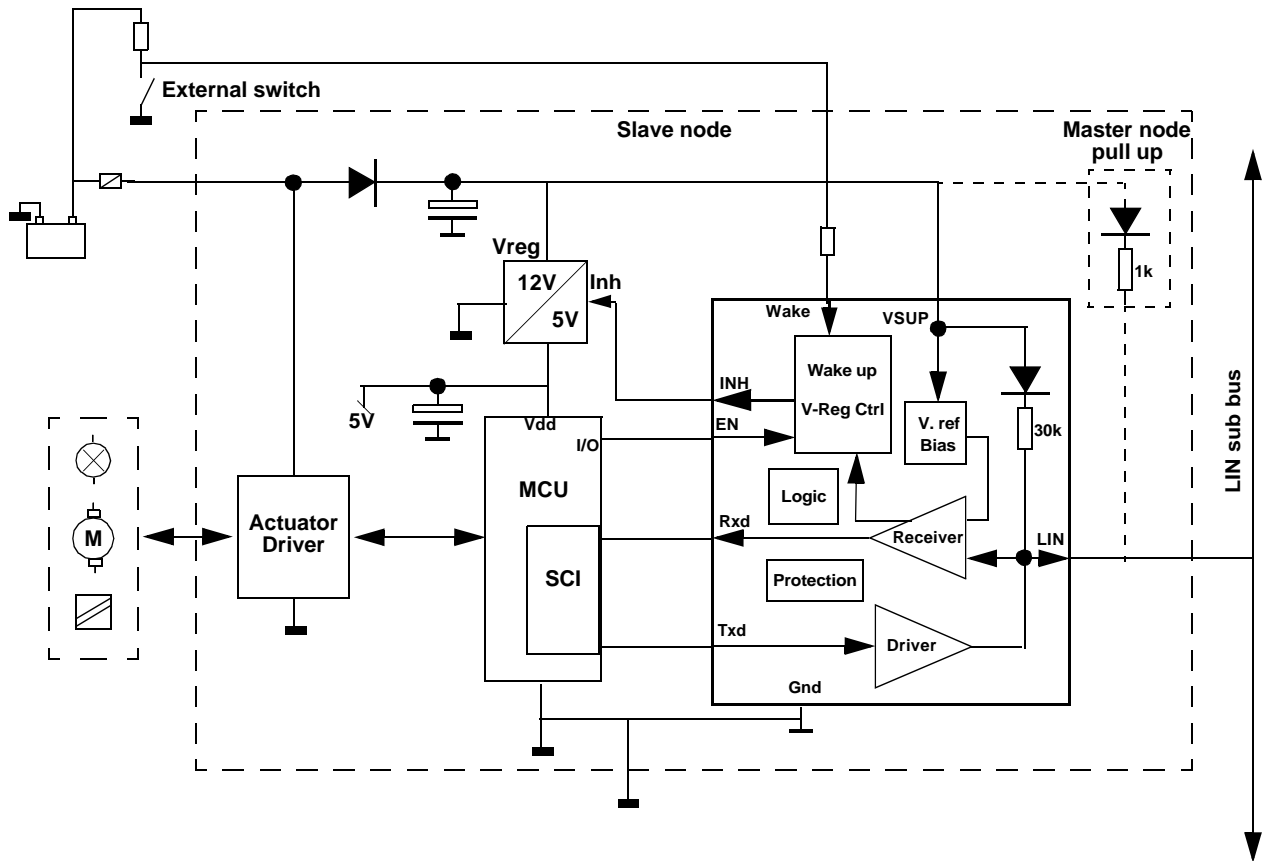 External switch
Slave node
Master node
pull up
Vreg
12V
5V
Inh
1k
Wake
VSUP
Wake up
V-Reg Ctrl
INH
EN
V. ref
Bias
30k
5V
Vdd
I/O
MCU
SCI
Logic
Rxd
Receiver
LIN
Protection
Txd
Driver
Gnd
Actuator
Driver
M
LIN sub bus